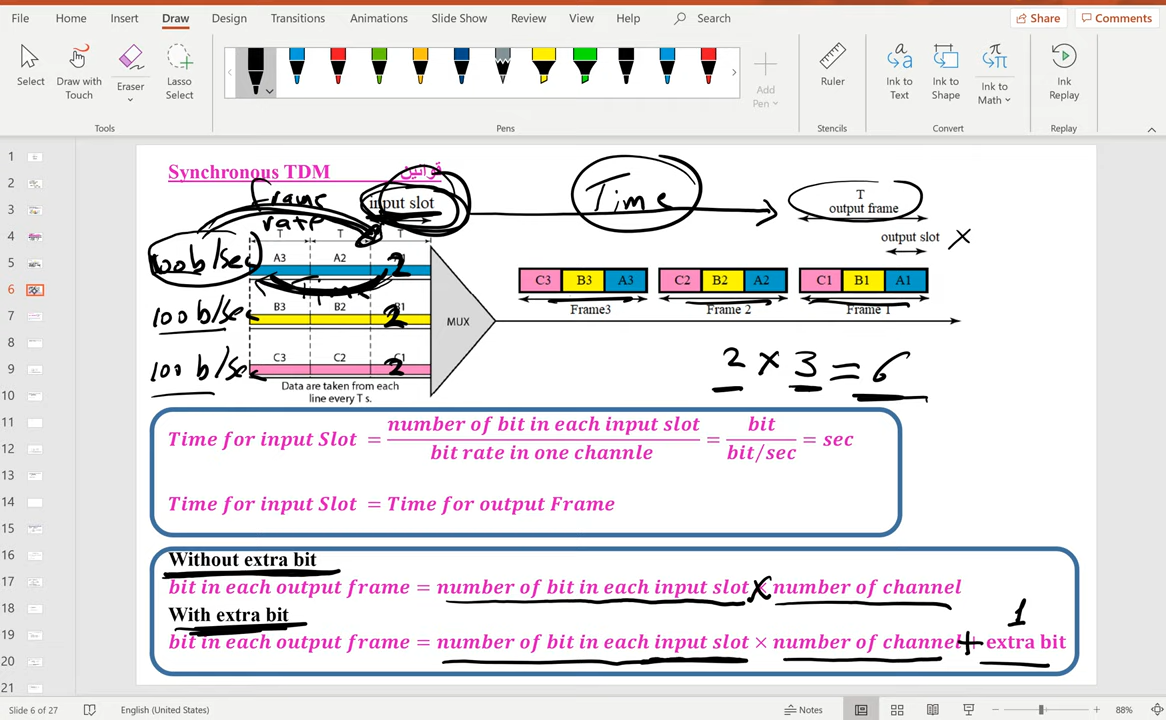 File Home Insert Draw Design Transitions Animations Slide Show Review View Help Search Share Comments
Select Draw with Touch Eraser Lasso Select Add Pen Ruler Ink to Text Ink to Shape Ink to Math Ink Replay
Tools Pens Stencils Convert Replay
1
2
3
4
5
6
7
8
9
10
11
12
13
14
15
16
17
18
19
20
21
Synchronous TDM قوانين
frame rate
input slot
Time
T
output frame
output slot ×
T T T
100b/sec A3 A2 2
C3 B3 A3 C2 B2 A2 C1 B1 A1
Frame3 Frame 2 Frame 1
100 b/sec B3 B2 B1 2
MUX
100 b/sec C3 C2 C1 2
2 × 3 = 6
Data are taken from each
line every T s.
Time for input Slot = number of bit in each input slot / bit rate in one channle = bit / bit/sec = sec
Time for input Slot = Time for output Frame
Without extra bit
bit in each output frame = number of bit in each input slot × number of channel
With extra bit
1
bit in each output frame = number of bit in each input slot × number of channel + extra bit
Slide 6 of 27 English (United States) Notes 88%